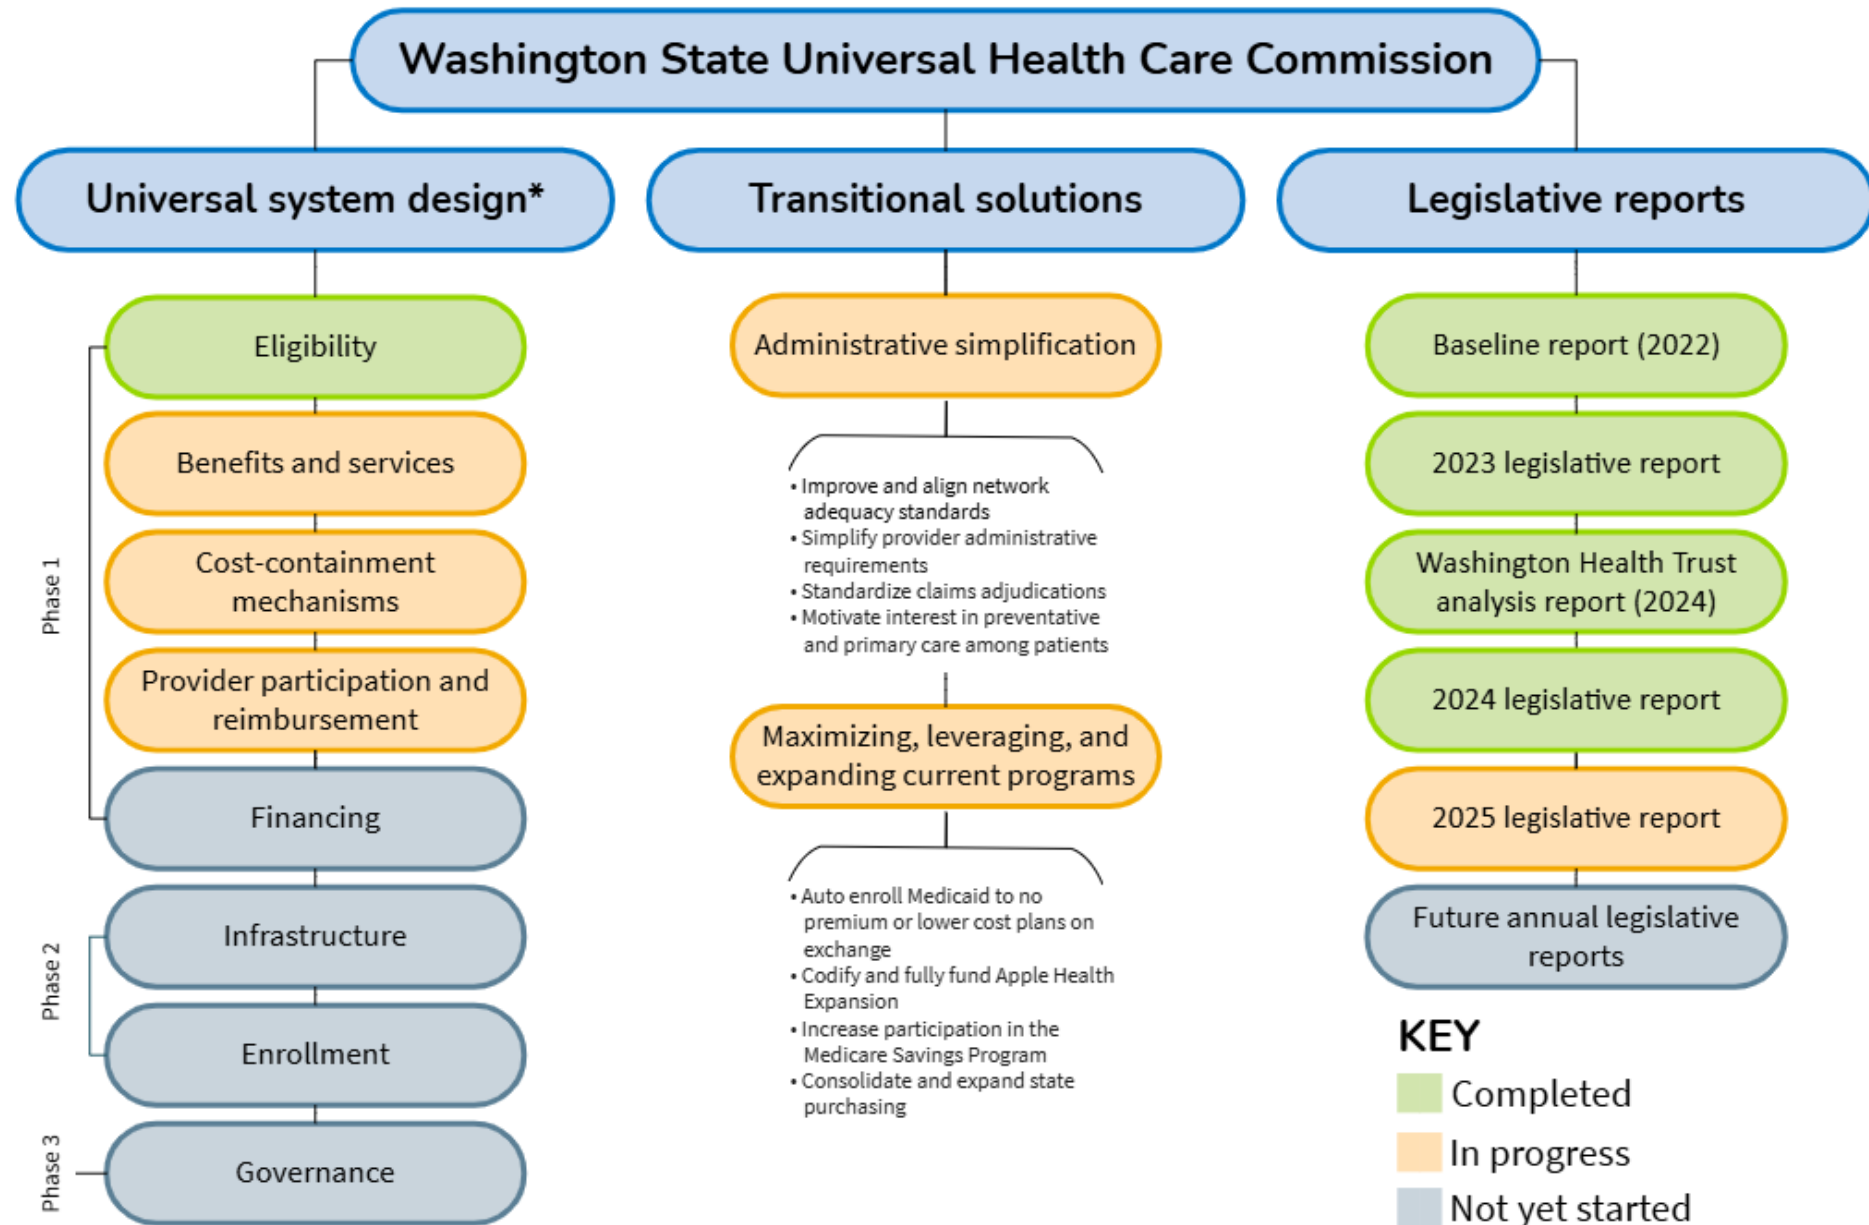 Washington State Universal Health Care Commission
Universal system design*
Phase 1
Eligibility
Benefits and services
Cost-containment
mechanisms
Provider participation and
reimbursement
Financing
Phase 2
Infrastructure
Enrollment
Phase 3
Governance
Transitional solutions
Administrative simplification
• Improve and align network
adequacy standards
• Simplify provider administrative
requirements
• Standardize claims adjudications
• Motivate interest in preventative
and primary care among patients
Maximizing, leveraging, and
expanding current programs
• Auto enroll Medicaid to no
premium or lower cost plans on
exchange
• Codify and fully fund Apple Health
Expansion
• Increase participation in the
Medicare Savings Program
• Consolidate and expand state
purchasing
Legislative reports
Baseline report (2022)
2023 legislative report
Washington Health Trust
analysis report (2024)
2024 legislative report
2025 legislative report
Future annual legislative
reports
KEY
Completed
In progress
Not yet started